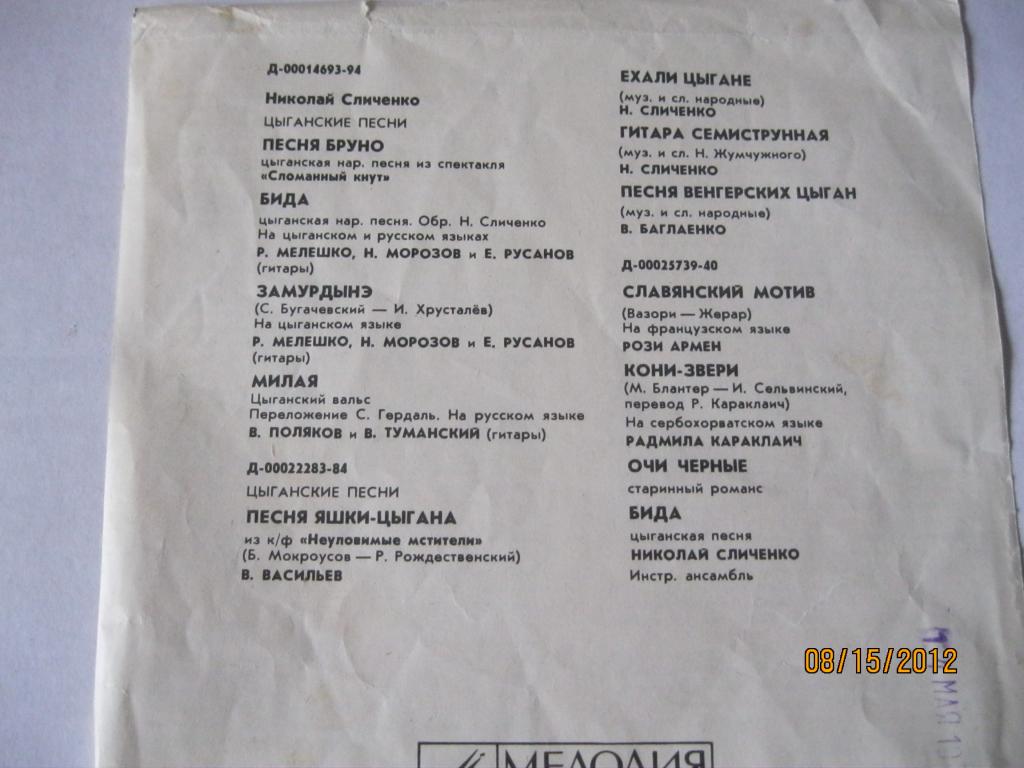 Д-00014693-94
Николай Сличенко
ЦЫГАНСКИЕ ПЕСНИ
ПЕСНЯ БРУНО
цыганская нар. песня из спектакля
«Сломанный кнут»
БИДА
цыганская нар. песня. Обр. Н. Сличенко
На цыганском и русском языках
Р. МЕЛЕШКО, Н. МОРОЗОВ и Е. РУСАНОВ
(гитары)
ЗАМУРДЫНЭ
(С. Бугачевский — И. Хрусталёв)
На цыганском языке
Р. МЕЛЕШКО, Н. МОРОЗОВ и Е. РУСАНОВ
(гитары)
МИЛАЯ
Цыганский вальс
Переложение С. Гердаль. На русском языке
В. ПОЛЯКОВ и В. ТУМАНСКИЙ (гитары)
Д-00022283-84
ЦЫГАНСКИЕ ПЕСНИ
ПЕСНЯ ЯШКИ-ЦЫГАНА
из к/ф «Неуловимые мстители»
(Б. Мокроусов — Р. Рождественский)
В. ВАСИЛЬЕВ
ЕХАЛИ ЦЫГАНЕ
(муз. и сл. народные)
Н. СЛИЧЕНКО
ГИТАРА СЕМИСТРУННАЯ
(муз. и сл. Н. Жумчужного)
Н. СЛИЧЕНКО
ПЕСНЯ ВЕНГЕРСКИХ ЦЫГАН
(муз. и сл. народные)
В. БАГЛАЕНКО
Д-00025739-40
СЛАВЯНСКИЙ МОТИВ
(Вазори — Жерар)
На французском языке
РОЗИ АРМЕН
КОНИ-ЗВЕРИ
(М. Блантер — И. Сельвинский,
перевод Р. Караклаич)
На сербохорватском языке
РАДМИЛА КАРАКЛАИЧ
ОЧИ ЧЕРНЫЕ
старинный романс
БИДА
цыганская песня
НИКОЛАЙ СЛИЧЕНКО
Инстр. ансамбль
МАЯ 19
08/15/2012
МЕЛОДИЯ